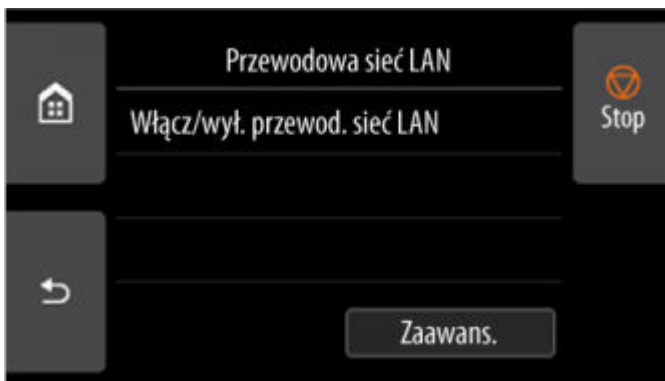 Przewodowa sieć LAN
Stop
Włącz/wył. przewod. sieć LAN
Zaawans.